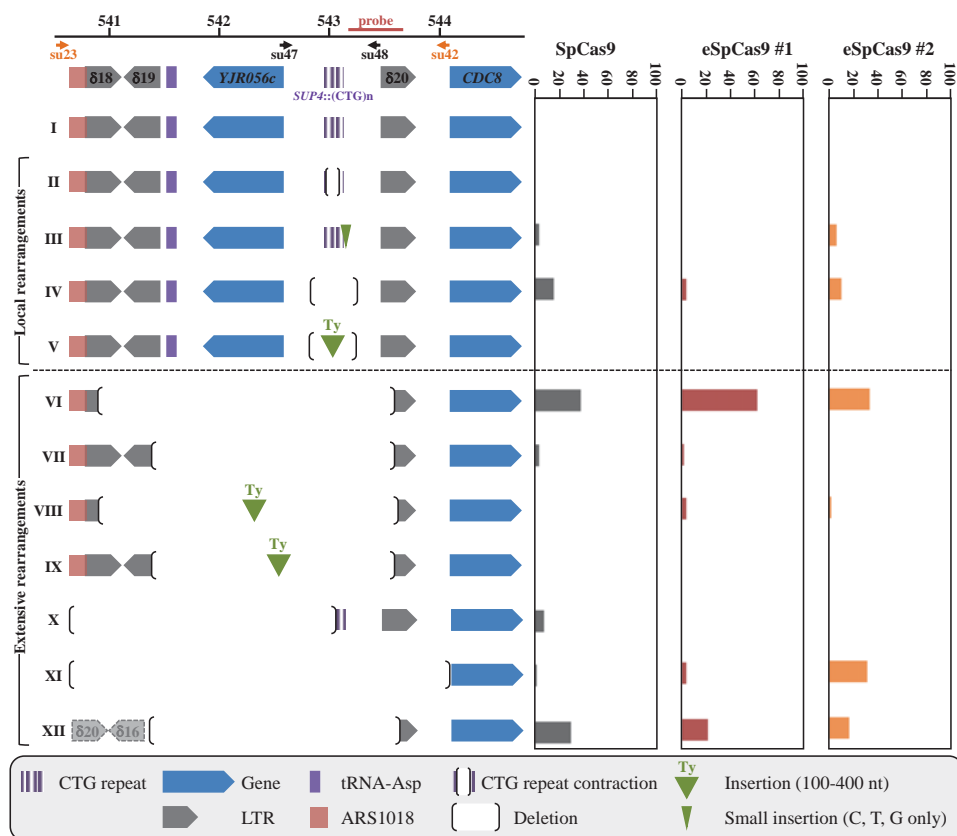 541 542 543 544
probe
su23 su47 su48 su42
SpCas9 eSpCas9 #1 eSpCas9 #2
0 20 40 60 80 100 0 20 40 60 80 100 0 20 40 60 80 100
δ18 δ19 YJR056c δ20 CDC8
SUP4::(CTG)n
I
Local rearrangements
II
III
IV
Ty
V
Extensive rearrangements
VI
VII
Ty
VIII
Ty
IX
X
XI
XII δ20 δ16
CTG repeat Gene tRNA-Asp CTG repeat contraction Ty Insertion (100-400 nt)
LTR ARS1018 Deletion Small insertion (C, T, G only)